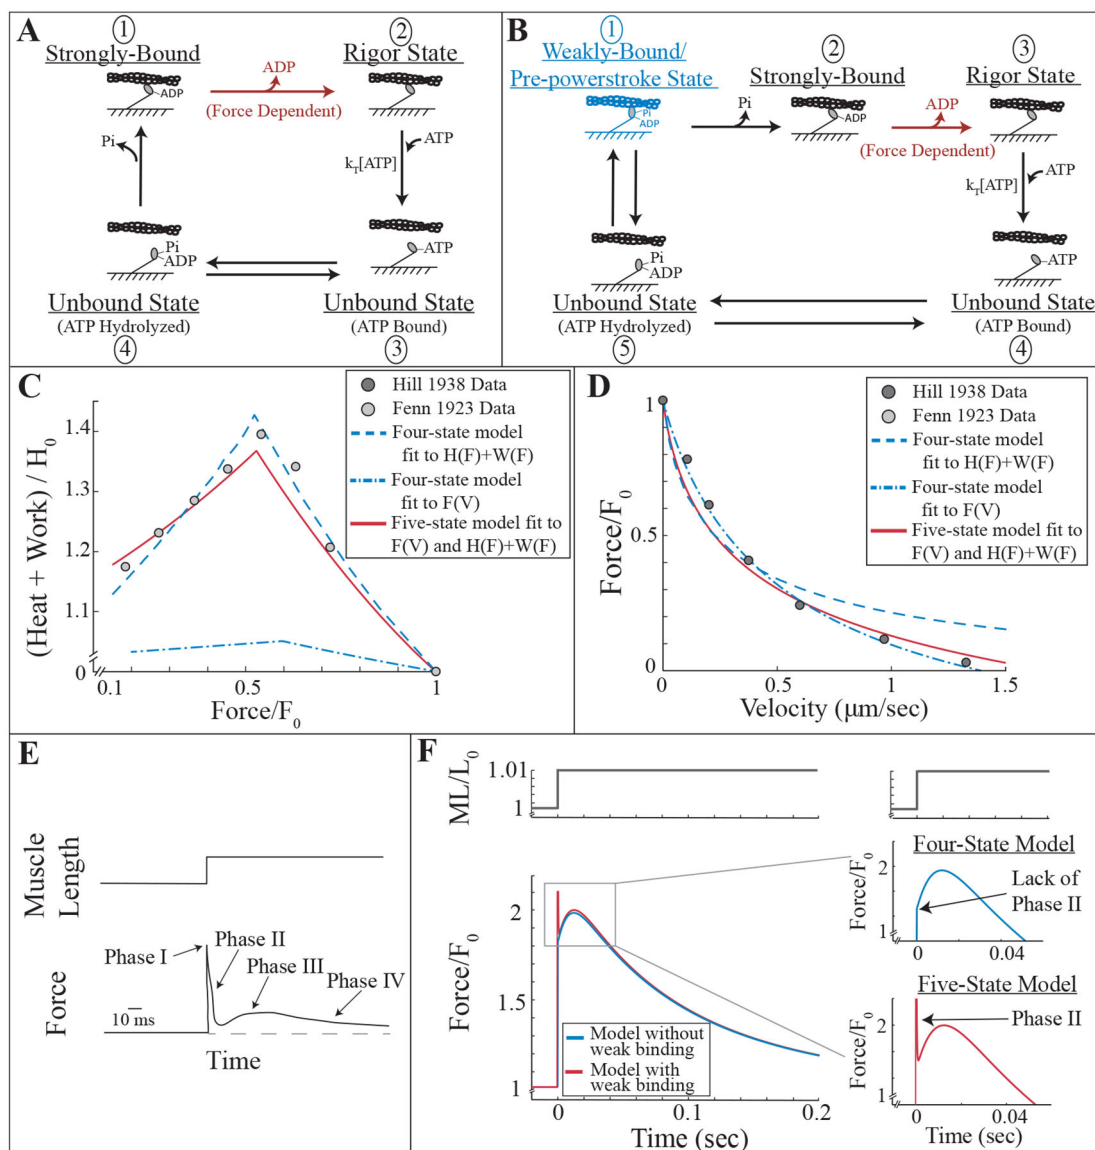 A
①
Strongly-Bound
ADP
ADP
(Force Dependent)
②
Rigor State
Pi
k_T[ATP]
ATP
Pi
ADP
ATP
Unbound State
(ATP Hydrolyzed)
④
Unbound State
(ATP Bound)
③
B
①
Weakly-Bound/
Pre-powerstroke State
Pi
ADP
Pi
②
Strongly-Bound
ADP
ADP
(Force Dependent)
③
Rigor State
k_T[ATP]
ATP
Pi
ADP
ATP
Unbound State
(ATP Hydrolyzed)
⑤
Unbound State
(ATP Bound)
④
C
Hill 1938 Data
Fenn 1923 Data
Four-state model
fit to H(F)+W(F)
Four-state model
fit to F(V)
Five-state model fit to
F(V) and H(F)+W(F)
(Heat + Work) / H₀
1.4
1.3
1.2
1.1
0
0.1
0.5
1
Force/F₀
D
Hill 1938 Data
Fenn 1923 Data
Four-state model
fit to H(F)+W(F)
Four-state model
fit to F(V)
Five-state model fit to
F(V) and H(F)+W(F)
Force/F₀
1
0.5
0
0
0.5
1
1.5
Velocity (μm/sec)
E
Muscle
Length
Force
Phase I
Phase II
Phase III
Phase IV
10 ms
Time
F
ML/L₀
1.01
1
Force/F₀
2
1.5
1
Model without
weak binding
Model with
weak binding
0
0.1
0.2
Time (sec)
Four-State Model
Force/F₀
2
1
Lack of
Phase II
0
0.04
Five-State Model
Force/F₀
2
1
Phase II
0
0.04
Time (sec)